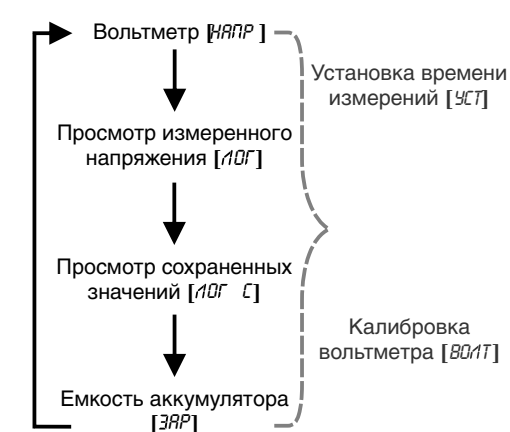 Вольтметр [НАПР]
Установка времени
измерений [УСТ]
Просмотр измеренного
напряжения [ЛОГ]
Просмотр сохраненных
значений [ЛОГ С]
Калибровка
вольтметра [ВОЛТ]
Емкость аккумулятора
[ЗАР]